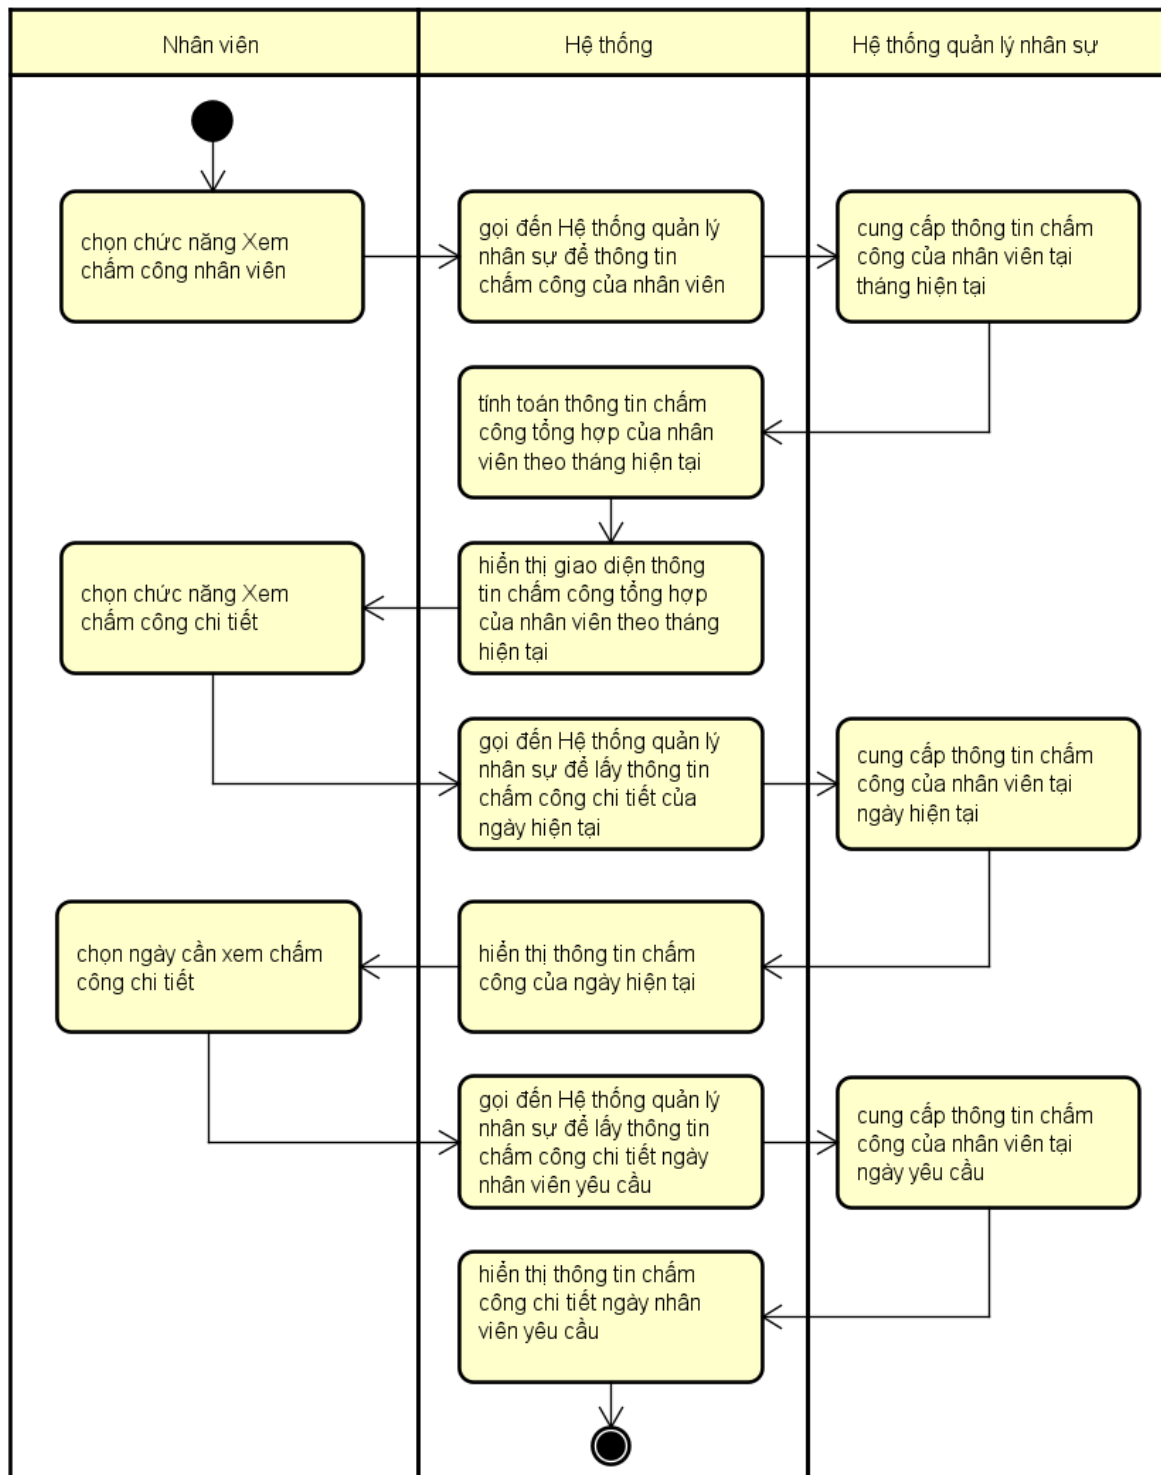 Nhân viên
Hệ thống
Hệ thống quản lý nhân sự
chọn chức năng Xem
chấm công nhân viên
gọi đến Hệ thống quản lý
nhân sự để thông tin
chấm công của nhân viên
cung cấp thông tin chấm
công của nhân viên tại
tháng hiện tại
tính toán thông tin chấm
công tổng hợp của nhân
viên theo tháng hiện tại
hiển thị giao diện thông
tin chấm công tổng hợp
của nhân viên theo tháng
hiện tại
chọn chức năng Xem
chấm công chi tiết
gọi đến Hệ thống quản lý
nhân sự để lấy thông tin
chấm công chi tiết của
ngày hiện tại
cung cấp thông tin chấm
công của nhân viên tại
ngày hiện tại
hiển thị thông tin chấm
công của ngày hiện tại
chọn ngày cần xem chấm
công chi tiết
gọi đến Hệ thống quản lý
nhân sự để lấy thông tin
chấm công chi tiết ngày
nhân viên yêu cầu
cung cấp thông tin chấm
công của nhân viên tại
ngày yêu cầu
hiển thị thông tin chấm
công chi tiết ngày nhân
viên yêu cầu